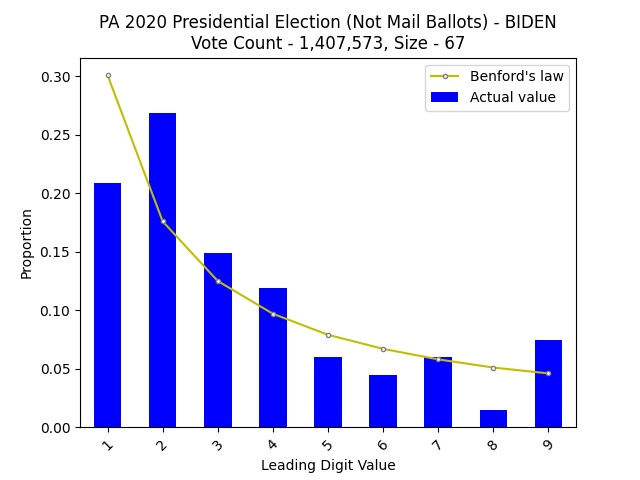 PA 2020 Presidential Election (Not Mail Ballots) - BIDEN
Vote Count - 1,407,573, Size - 67
Benford's law
Actual value
0.30
0.25
0.20
0.15
0.10
0.05
0.00
Proportion
1 2 3 4 5 6 7 8 9
Leading Digit Value